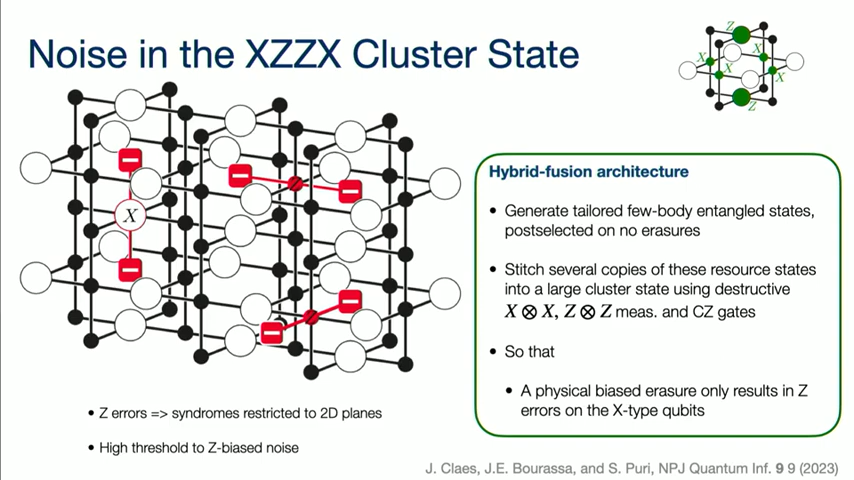 Noise in the XZZX Cluster State
Z
X
X
X
X
Z
X
Z
Z
Hybrid-fusion architecture
• Generate tailored few-body entangled states,
postselected on no erasures
• Stitch several copies of these resource states
into a large cluster state using destructive
X ⊗ X, Z ⊗ Z meas. and CZ gates
• So that
• A physical biased erasure only results in Z
errors on the X-type qubits
• Z errors => syndromes restricted to 2D planes
• High threshold to Z-biased noise
J. Claes, J.E. Bourassa, and S. Puri, NPJ Quantum Inf. 9 9 (2023)